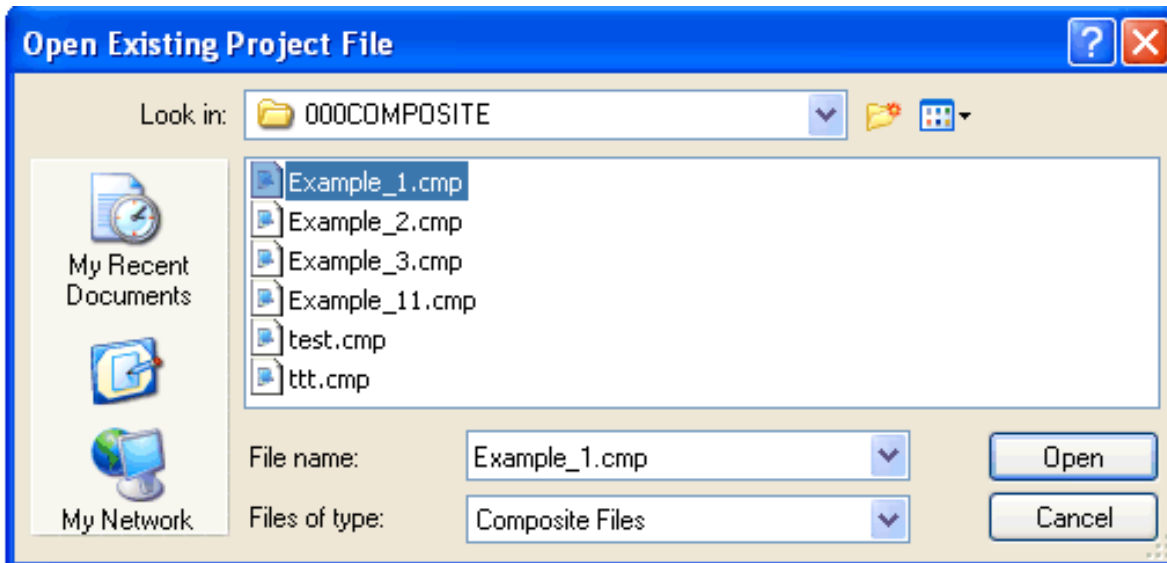 Open Existing Project File
Look in: 000COMPOSITE
Example_1.cmp
Example_2.cmp
Example_3.cmp
Example_11.cmp
test.cmp
ttt.cmp
My Recent
Documents
My Network
File name: Example_1.cmp Open
Files of type: Composite Files Cancel